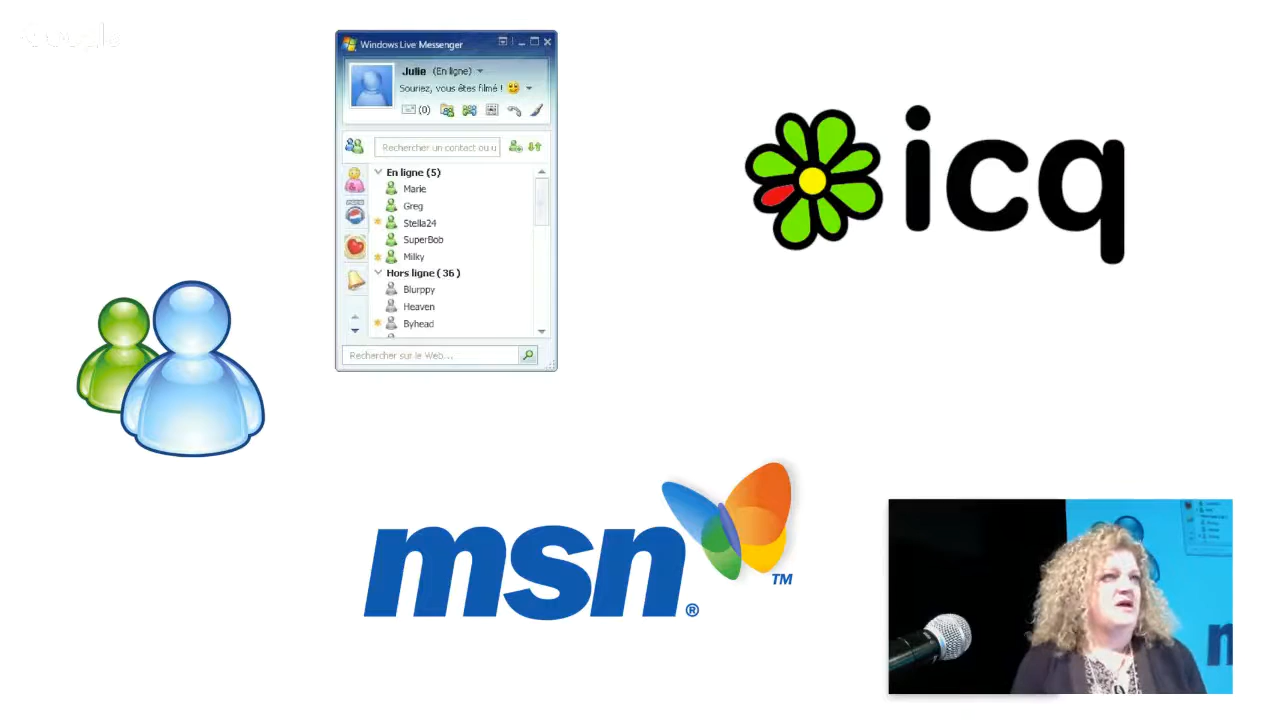 Google
Windows Live Messenger
Julie (En ligne)
Souriez, vous êtes filmé !
(0)
Rechercher un contact ou u
En ligne (5)
Marie
Greg
Stella24
SuperBob
Milky
Hors ligne (36)
Blurppy
Heaven
Byhead
Rechercher sur le Web...
icq
msn® TM